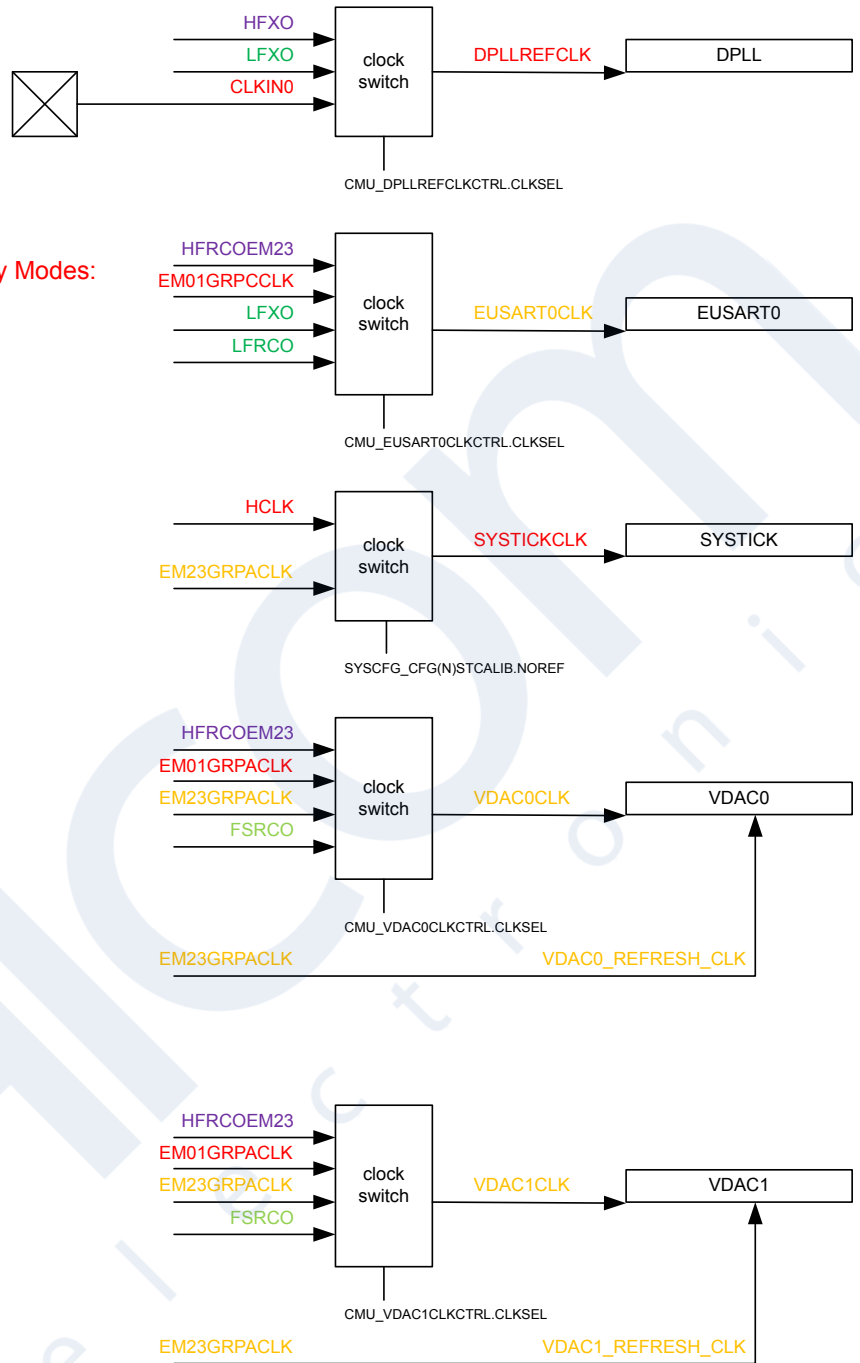 HFXO
LFXO
CLKIN0
clock
switch
DPLLREFCLK
DPLL
CMU_DPLLREFCLKCTRL.CLKSEL
y Modes:
HFRCOEM23
EM01GRPCCLK
LFXO
LFRCO
clock
switch
EUSART0CLK
EUSART0
CMU_EUSART0CLKCTRL.CLKSEL
HCLK
EM23GRPACLK
clock
switch
SYSTICKCLK
SYSTICK
SYSCFG_CFG(N)STCALIB.NOREF
HFRCOEM23
EM01GRPACLK
EM23GRPACLK
FSRCO
clock
switch
VDAC0CLK
VDAC0
CMU_VDAC0CLKCTRL.CLKSEL
EM23GRPACLK
VDAC0_REFRESH_CLK
HFRCOEM23
EM01GRPACLK
EM23GRPACLK
FSRCO
clock
switch
VDAC1CLK
VDAC1
CMU_VDAC1CLKCTRL.CLKSEL
EM23GRPACLK
VDAC1_REFRESH_CLK